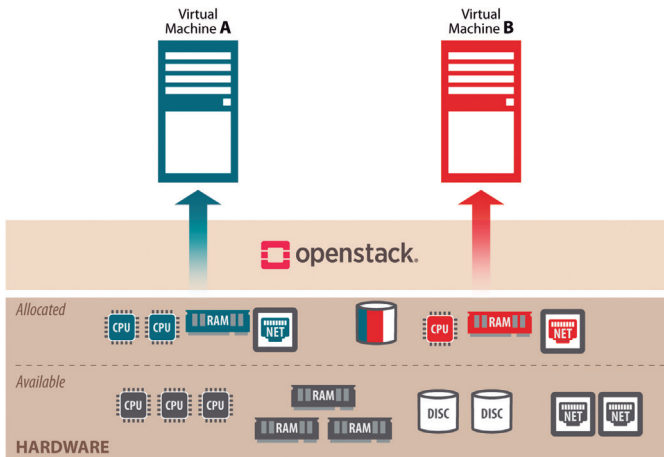 Virtual
Machine A
Virtual
Machine B
openstack.
Allocated
CPU CPU RAM NET CPU RAM NET
Available
CPU CPU CPU RAM RAM RAM DISC DISC NET NET
HARDWARE